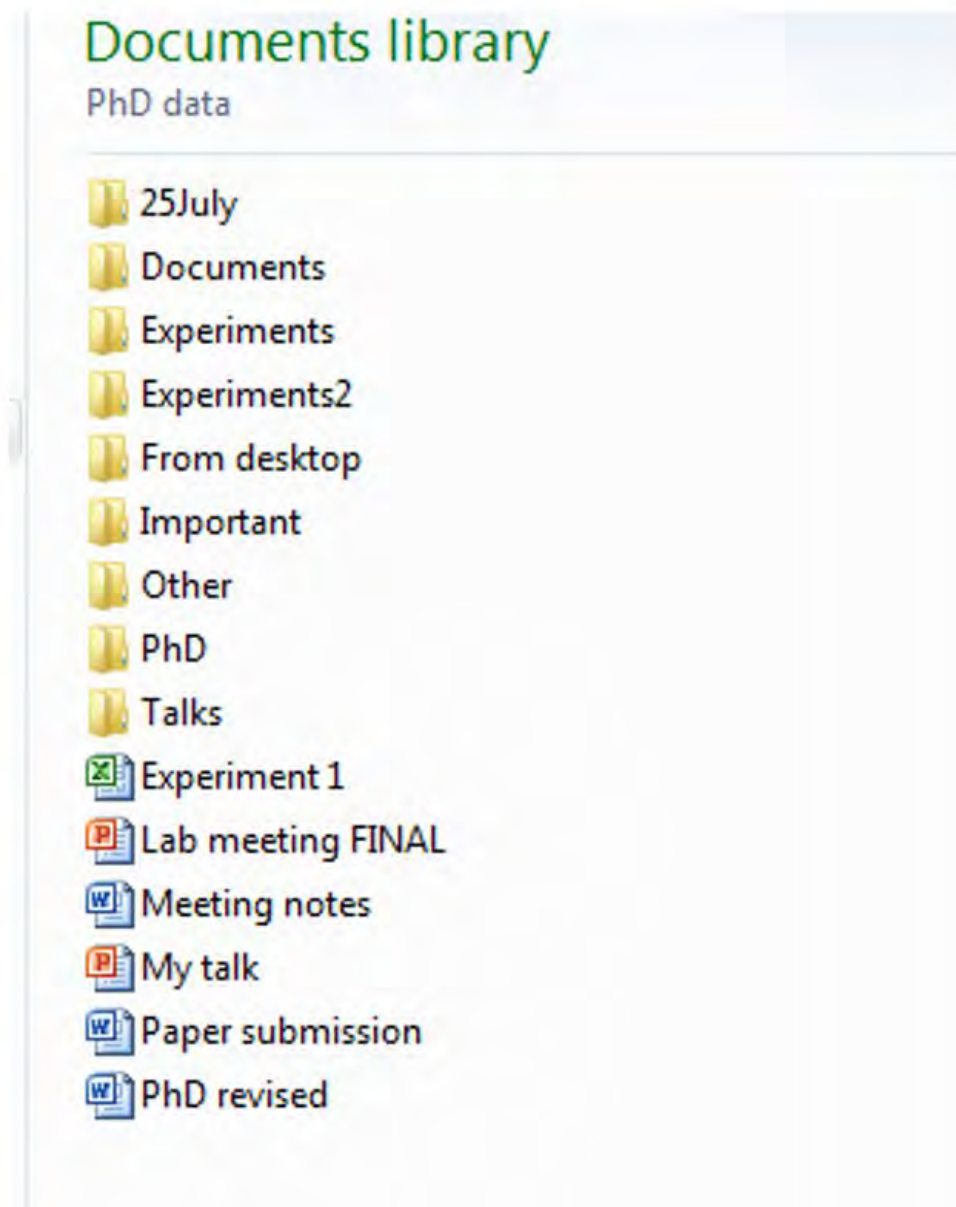 Documents library
PhD data
25July
Documents
Experiments
Experiments2
From desktop
Important
Other
PhD
Talks
Experiment 1
Lab meeting FINAL
Meeting notes
My talk
Paper submission
PhD revised